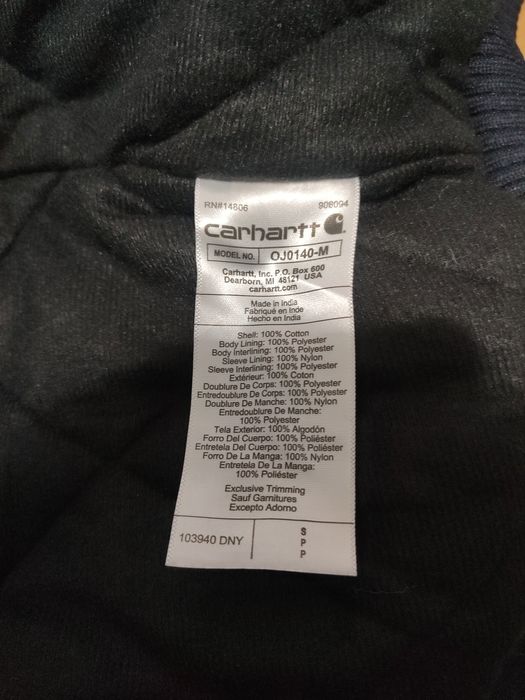 RN#14806 908094
carhartt
MODEL NO. OJ0140-M
Carhartt, Inc. P.O. Box 600
Dearborn, MI 48121 USA
carhartt.com
Made in India
Fabriqué en Inde
Hecho en India
Shell: 100% Cotton
Body Lining: 100% Polyester
Body Interlining: 100% Polyester
Sleeve Lining: 100% Nylon
Sleeve Interlining: 100% Polyester
Extérieur: 100% Coton
Doublure De Corps: 100% Polyester
Entredoublure De Corps: 100% Polyester
Doublure De Manche: 100% Nylon
Entredoublure De Manche:
100% Polyester
Tela Exterior: 100% Algodón
Forro Del Cuerpo: 100% Poliéster
Entretela De La Cuerpo: 100% Poliéster
Forro De La Manga: 100% Nylon
Entretela De La Manga:
100% Poliéster
Exclusive Trimming
Sauf Garnitures
Excepto Adorno
103940 DNY
S
P
P